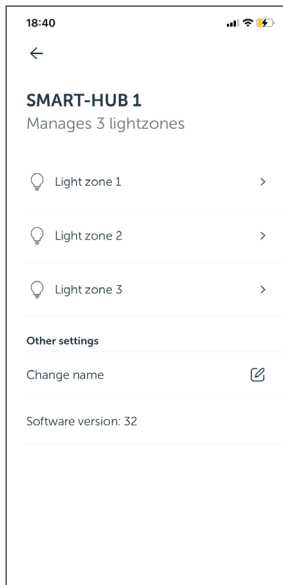 18:40
SMART-HUB 1
Manages 3 lightzones
Light zone 1
Light zone 2
Light zone 3
Other settings
Change name
Software version: 32